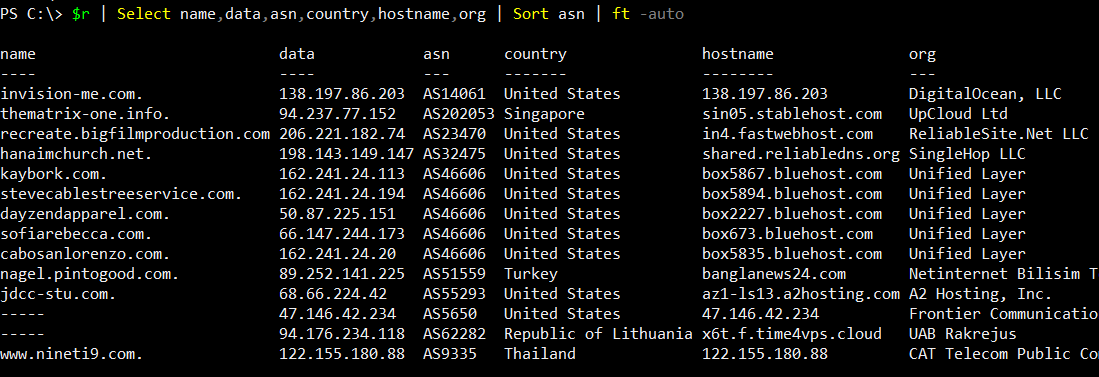 PS C:\> $r | Select name,data,asn,country,hostname,org | Sort asn | ft -auto
name data asn country hostname org
---- ---- --- ------- -------- ---
invision-me.com. 138.197.86.203 AS14061 United States 138.197.86.203 DigitalOcean, LLC
thematrix-one.info. 94.237.77.152 AS202053 Singapore sin05.stablehost.com UpCloud Ltd
recreate.bigfilmproduction.com 206.221.182.74 AS23470 United States in4.fastwebhost.com ReliableSite.Net LLC
hanaimchurch.net. 198.143.149.147 AS32475 United States shared.reliabledns.org SingleHop LLC
kaybork.com. 162.241.24.113 AS46606 United States box5867.bluehost.com Unified Layer
stevecablestreeservice.com. 162.241.24.194 AS46606 United States box5894.bluehost.com Unified Layer
dayzendapparel.com. 50.87.225.151 AS46606 United States box2227.bluehost.com Unified Layer
sofiarebecca.com. 66.147.244.173 AS46606 United States box673.bluehost.com Unified Layer
cabosanlorenzo.com. 162.241.24.20 AS46606 United States box5835.bluehost.com Unified Layer
nagel.pintogood.com. 89.252.141.225 AS51559 Turkey banglanews24.com Netinternet Bilisim T
jdcc-stu.com. 68.66.224.42 AS55293 United States az1-ls13.a2hosting.com A2 Hosting, Inc.
----- 47.146.42.234 AS5650 United States 47.146.42.234 Frontier Communicatio
----- 94.176.234.118 AS62282 Republic of Lithuania x6t.f.time4vps.cloud UAB Rakrejus
www.nineti9.com. 122.155.180.88 AS9335 Thailand 122.155.180.88 CAT Telecom Public Co